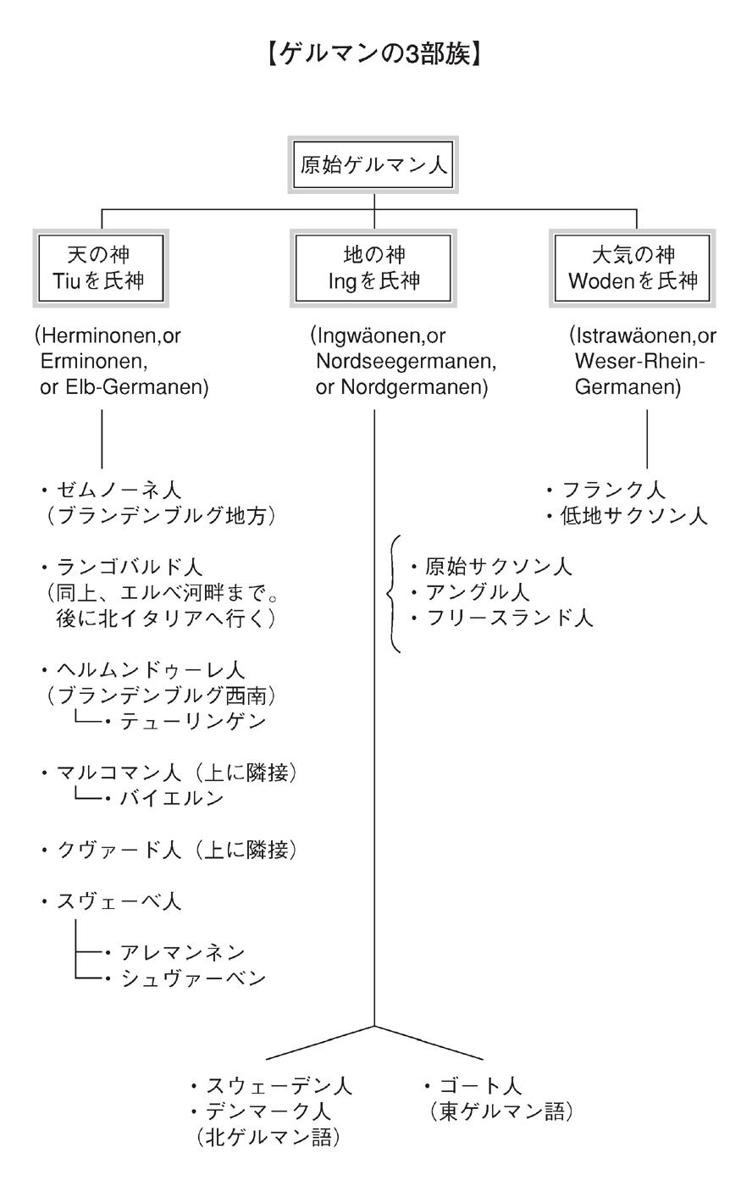 【ゲルマンの3部族】
原始ゲルマン人
天の神
Tiuを氏神
(Herminonen,or
Erminonen,
or Elb-Germanen)
・ゼムノーネ人
(ブランデンブルグ地方)
・ランゴバルド人
(同上、エルベ河畔まで。
後に北イタリアへ行く)
・ヘルムンドゥーレ人
(ブランデンブルグ西南)
・テューリンゲン
・マルコマン人(上に隣接)
・バイエルン
・クヴァード人(上に隣接)
・スヴェーベ人
・アレマンネン
・シュヴァーベン
地の神
Ingを氏神
(Ingwäonen,or
Nordseegermanen,
or Nordgermanen)
・原始サクソン人
・アングル人
・フリースランド人
・スウェーデン人
・デンマーク人
(北ゲルマン語)
・ゴート人
(東ゲルマン語)
大気の神
Wodenを氏神
(Istrawäonen,or
Weser-Rhein-
Germanen)
・フランク人
・低地サクソン人